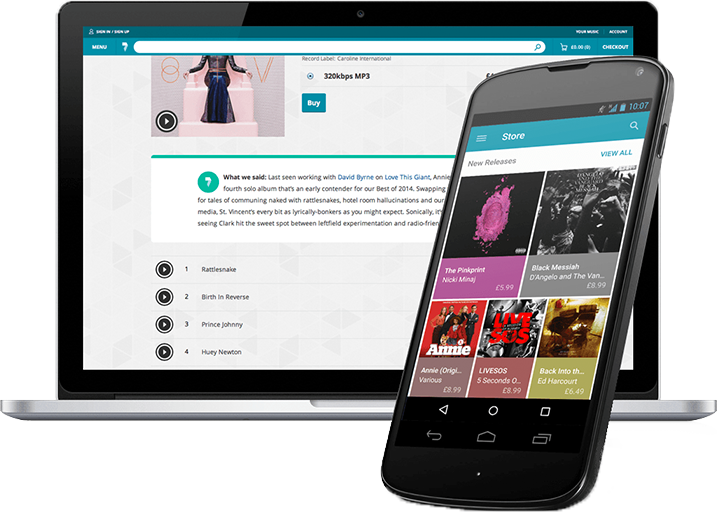 SIGN IN / SIGN UP
YOUR MUSIC
ACCOUNT
MENU
£0.00 (0)
CHECKOUT
Record Label: Caroline International
320kbps MP3
Buy
What we said: Last seen working with David Byrne on Love This Giant, Annie
fourth solo album that's an early contender for our Best of 2014. Swapping
for tales of communing naked with rattlesnakes, hotel room hallucinations and our
media, St. Vincent's every bit as lyrically-bonkers as you might expect. Sonically, it's
seeing Clark hit the sweet spot between leftfield experimentation and radio-frien
1 Rattlesnake
2 Birth In Reverse
3 Prince Johnny
4 Huey Newton
10:07
Store
New Releases
VIEW ALL
The Pinkprint
Nicki Minaj
£5.99
Black Messiah
D'Angelo and The Van...
£8.99
Annie
LIVE
SOS
Annie (Origi...
Various
£8.99
LIVESOS
5 Seconds O...
£8.99
Back Into th...
Ed Harcourt
£6.49